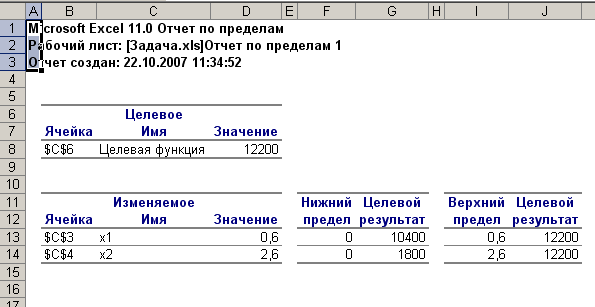 A B C D E F G H I J
1 Microsoft Excel 11.0 Отчет по пределам
2 Рабочий лист: [Задача.xls]Отчет по пределам 1
3 Отчет создан: 22.10.2007 11:34:52
4
5
6 Целевое
7 Ячейка Имя Значение
8 $C$6 Целевая функция 12200
9
10
11 Изменяемое Нижний Целевой Верхний Целевой
12 Ячейка Имя Значение предел результат предел результат
13 $C$3 x1 0,6 0 10400 0,6 12200
14 $C$4 x2 2,6 0 1800 2,6 12200
15
16
17